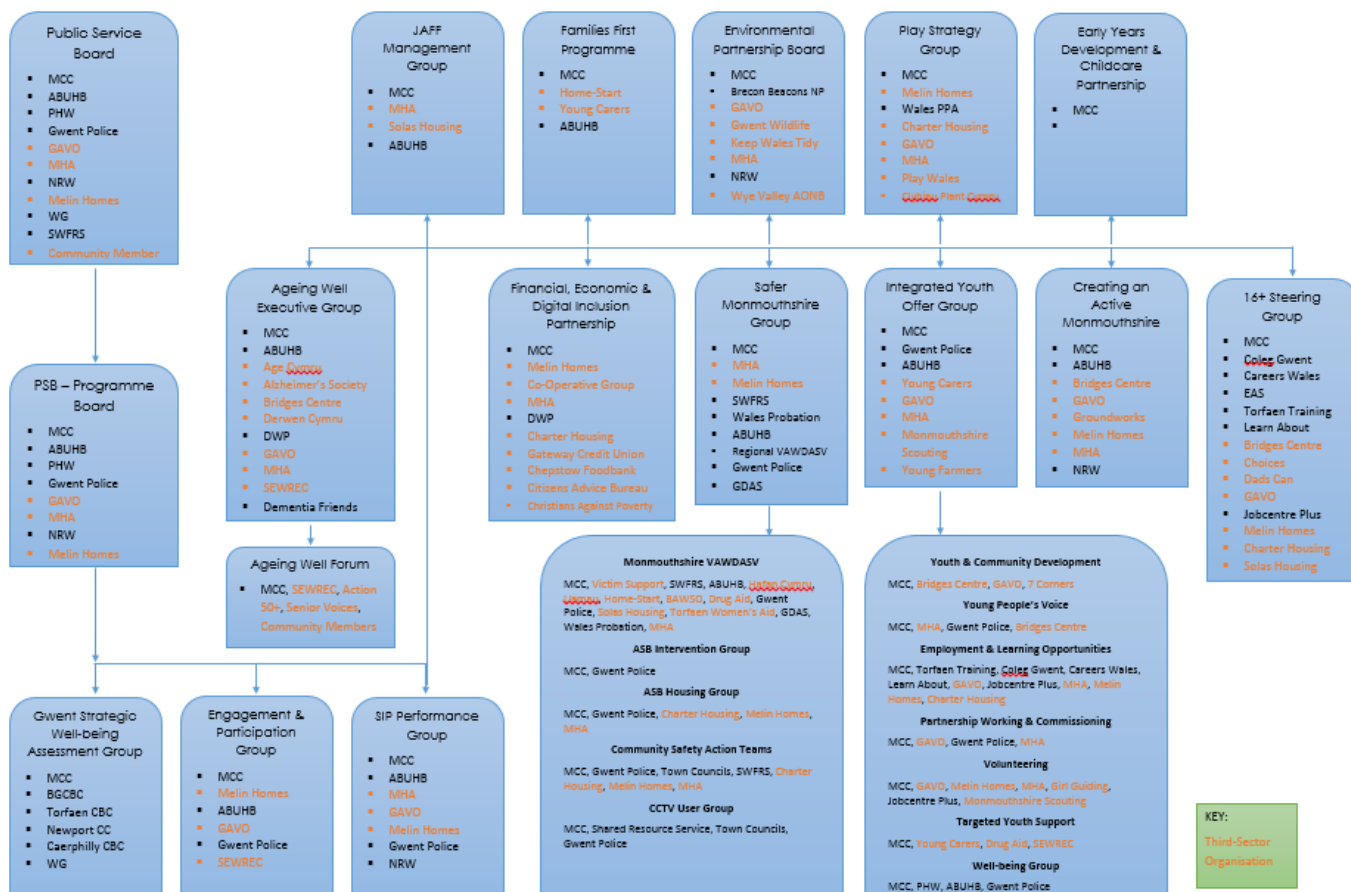 Public Service
Board
MCC
ABUHB
PHW
Gwent Police
GAVO
MHA
NRW
Melin Homes
WG
SWFRS
Community Member
JAFF
Management
Group
MCC
MHA
Solas Housing
ABUHB
Families First
Programme
MCC
Home-Start
Young Carers
ABUHB
Environmental
Partnership Board
MCC
Brecon Beacons NP
GAVO
Gwent Wildlife
Keep Wales Tidy
MHA
NRW
Wye Valley AONB
Play Strategy
Group
MCC
Melin Homes
Wales PPA
Charter Housing
GAVO
MHA
Play Wales
Clybiau Plant Cymru
Early Years
Development &
Childcare
Partnership
MCC
Ageing Well
Executive Group
MCC
ABUHB
Age Cymru
Alzheimer's Society
Bridges Centre
Derwen Cymru
DWP
GAVO
MHA
SEWREC
Dementia Friends
Financial, Economic &
Digital Inclusion
Partnership
MCC
Melin Homes
Co-Operative Group
MHA
DWP
Charter Housing
Gateway Credit Union
Chepstow Foodbank
Citizens Advice Bureau
Christians Against Poverty
Safer
Monmouthshire
Group
MCC
MHA
Melin Homes
SWFRS
Wales Probation
ABUHB
Regional VAWDASV
Gwent Police
GDAS
Integrated Youth
Offer Group
MCC
Gwent Police
ABUHB
Young Carers
GAVO
MHA
Monmouthshire
Scouting
Young Farmers
Creating an
Active
Monmouthshire
MCC
ABUHB
Bridges Centre
GAVO
Groundworks
Melin Homes
MHA
NRW
16+ Steering
Group
MCC
Coleg Gwent
Careers Wales
EAS
Torfaen Training
Learn About
Bridges Centre
Choices
Dads Can
GAVO
Jobcentre Plus
Melin Homes
Charter Housing
Solas Housing
PSB – Programme
Board
MCC
ABUHB
PHW
Gwent Police
GAVO
MHA
NRW
Melin Homes
Ageing Well Forum
MCC, SEWREC, Action
50+, Senior Voices,
Community Members
Monmouthshire VAWDASV
MCC, Victim Support, SWFRS, ABUHB, Hafan Cymru,
Llamau, Home-Start, BAWSO, Drug Aid, Gwent
Police, Solas Housing, Torfaen Women's Aid, GDAS,
Wales Probation, MHA
ASB Intervention Group
MCC, Gwent Police
ASB Housing Group
MCC, Gwent Police, Charter Housing, Melin Homes,
MHA
Community Safety Action Teams
MCC, Gwent Police, Town Councils, SWFRS, Charter
Housing, Melin Homes, MHA
CCTV User Group
MCC, Shared Resource Service, Town Councils,
Gwent Police
Youth & Community Development
MCC, Bridges Centre, GAVO, 7 Corners
Young People's Voice
MCC, MHA, Gwent Police, Bridges Centre
Employment & Learning Opportunities
MCC, Torfaen Training, Coleg Gwent, Careers Wales,
Learn About, GAVO, Jobcentre Plus, MHA, Melin
Homes, Charter Housing
Partnership Working & Commissioning
MCC, GAVO, Gwent Police, MHA
Volunteering
MCC, GAVO, Melin Homes, MHA, Girl Guiding,
Jobcentre Plus, Monmouthshire Scouting
Targeted Youth Support
MCC, Young Carers, Drug Aid, SEWREC
Well-being Group
MCC, PHW, ABUHB, Gwent Police
Gwent Strategic
Well-being
Assessment Group
MCC
BGCBC
Torfaen CBC
Newport CC
Caerphilly CBC
WG
Engagement &
Participation
Group
MCC
Melin Homes
ABUHB
GAVO
Gwent Police
SEWREC
SIP Performance
Group
MCC
ABUHB
MHA
GAVO
Melin Homes
Gwent Police
NRW
KEY:
Third-Sector
Organisation